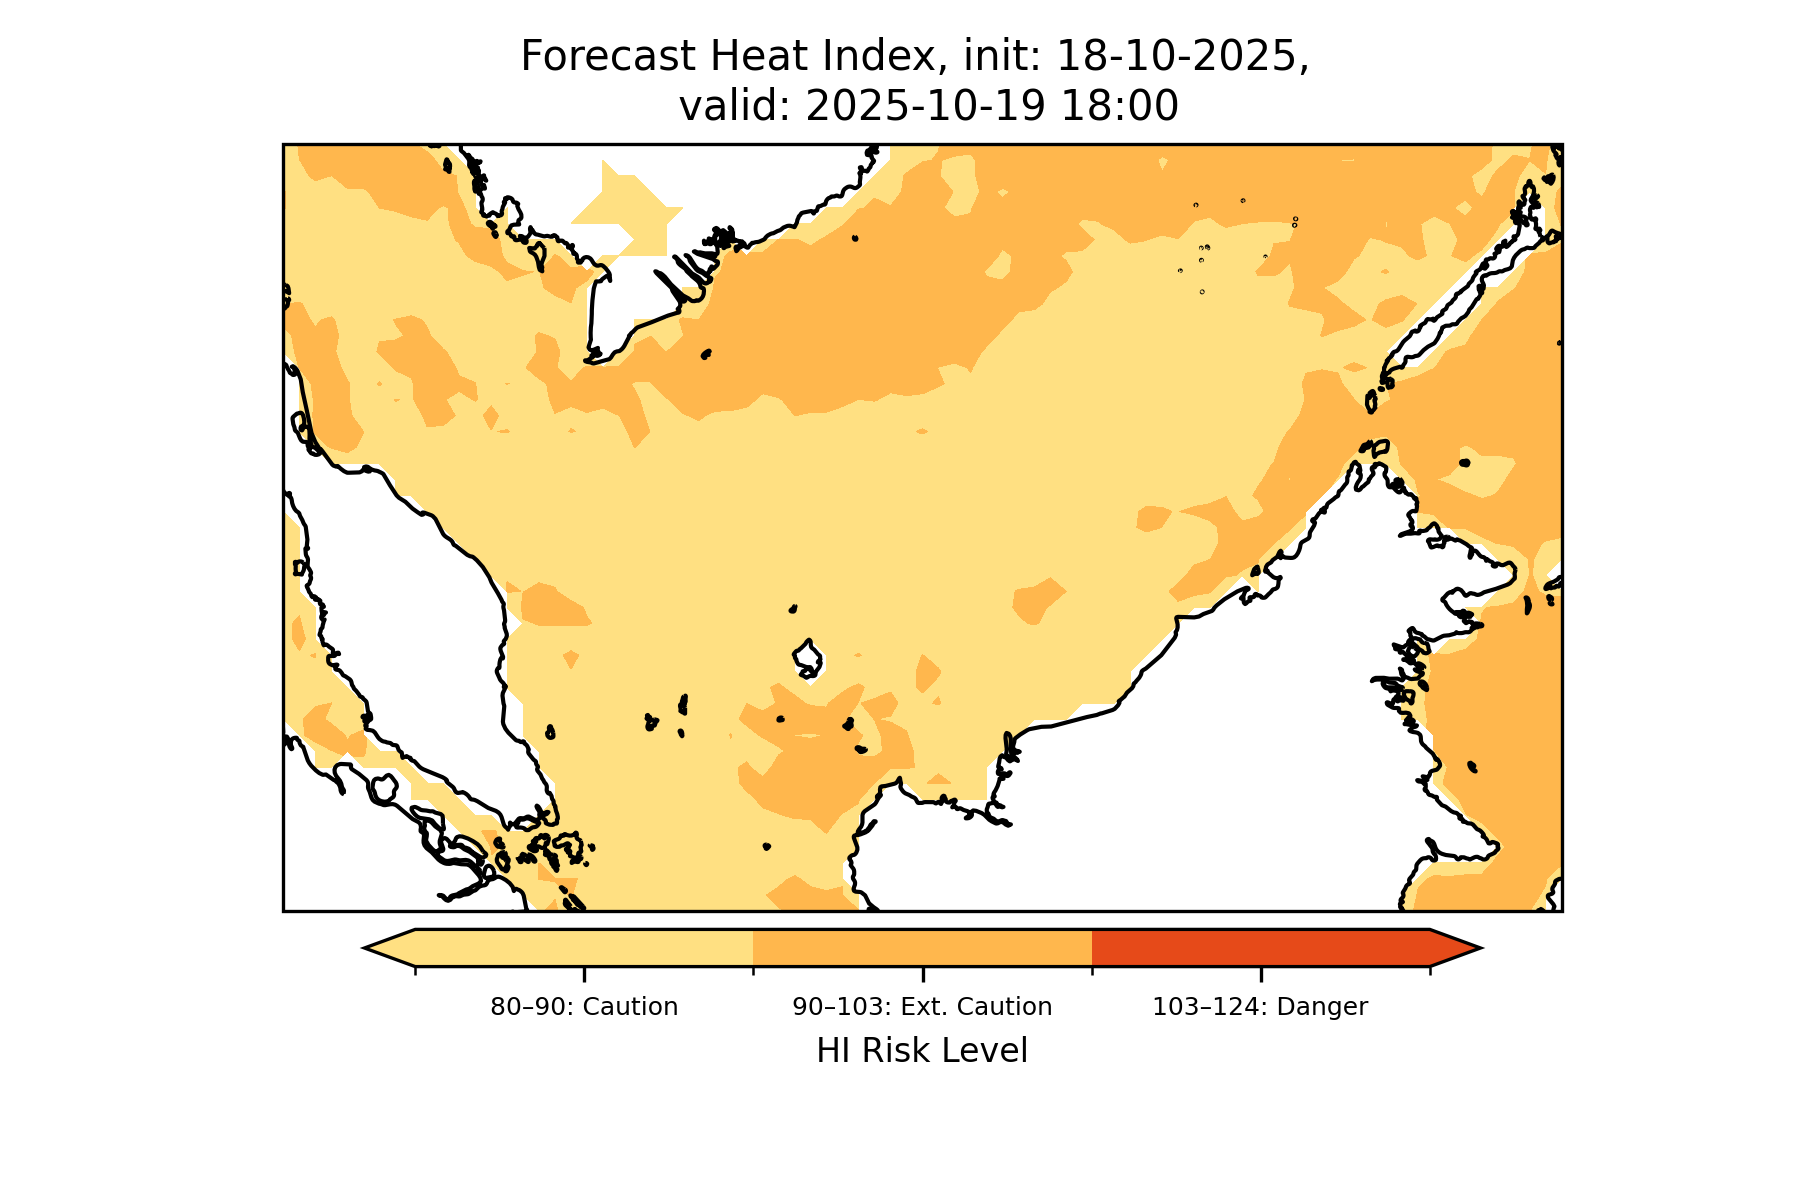 Forecast Heat Index, init: 18-10-2025,
valid: 2025-10-19 18:00
80–90: Caution
90–103: Ext. Caution
103–124: Danger
HI Risk Level